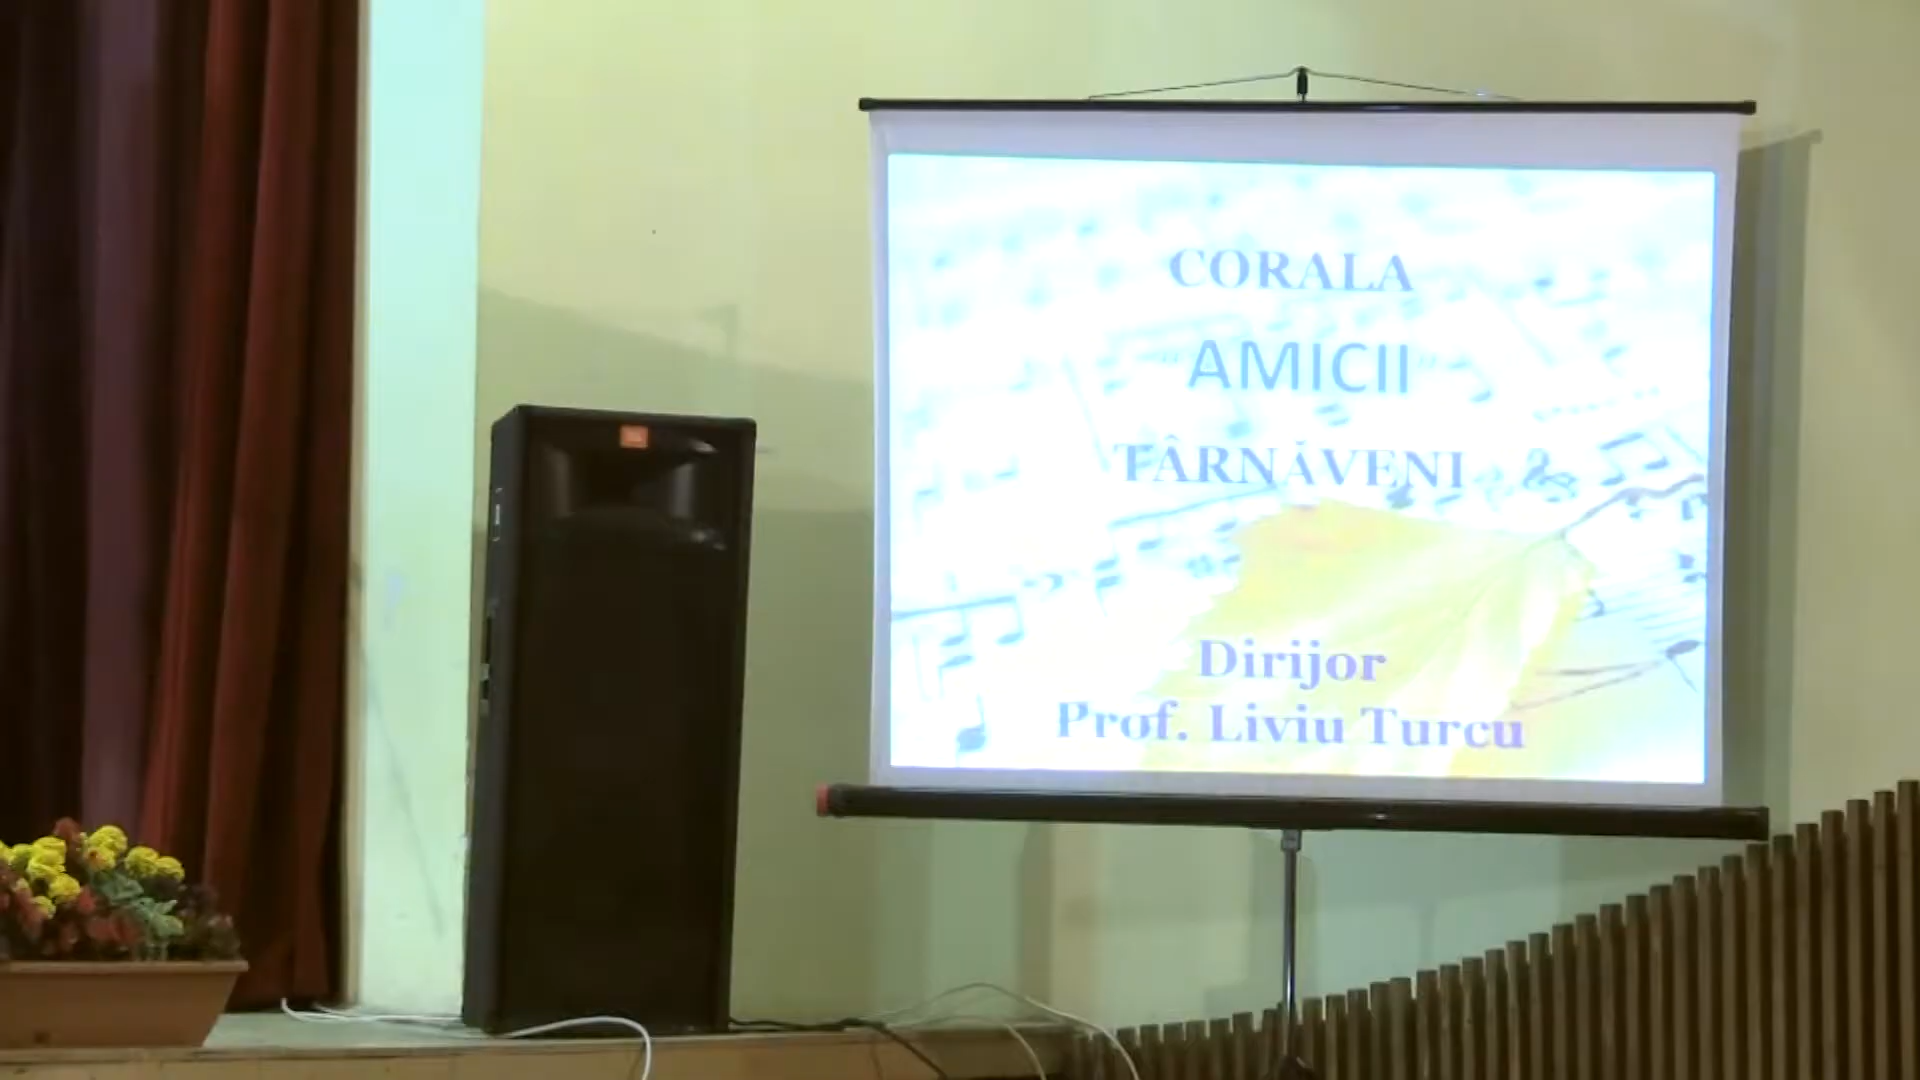 CORALA
"AMICII"
TÂRNĂVENI
Dirijor
Prof. Liviu Turcu